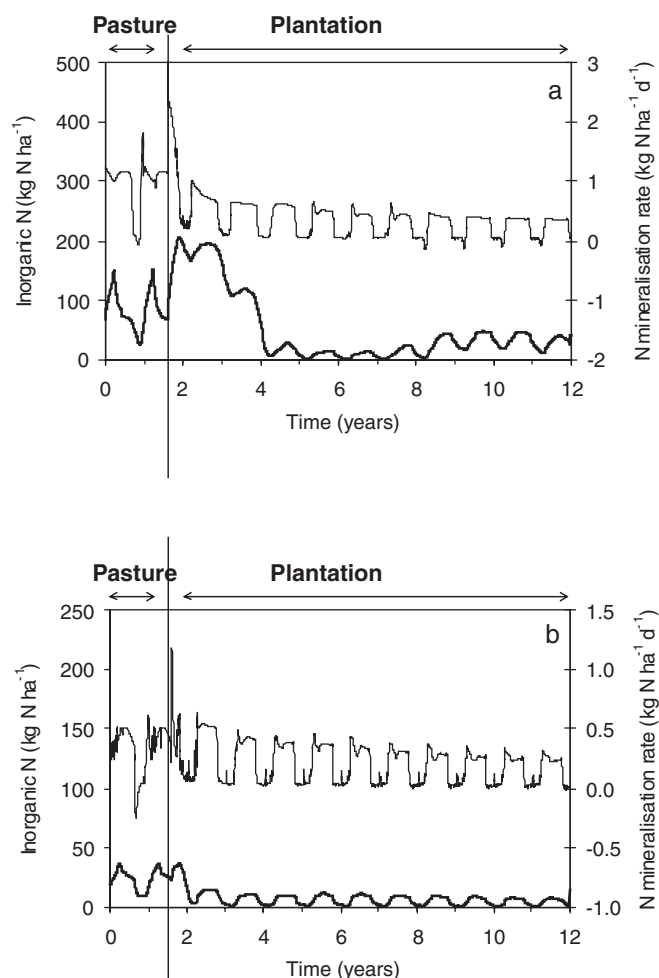 Pasture Plantation
a
500 400 300 200 100 0
Inorganic N (kg N ha⁻¹)
3 2 1 0 -1 -2
N mineralisation rate (kg N ha⁻¹ d⁻¹)
0 2 4 6 8 10 12
Time (years)
Pasture Plantation
b
250 200 150 100 50 0
Inorganic N (kg N ha⁻¹)
1.5 1.0 0.5 0.0 -0.5 -1.0
N mineralisation rate (kg N ha⁻¹ d⁻¹)
0 2 4 6 8 10 12
Time (years)